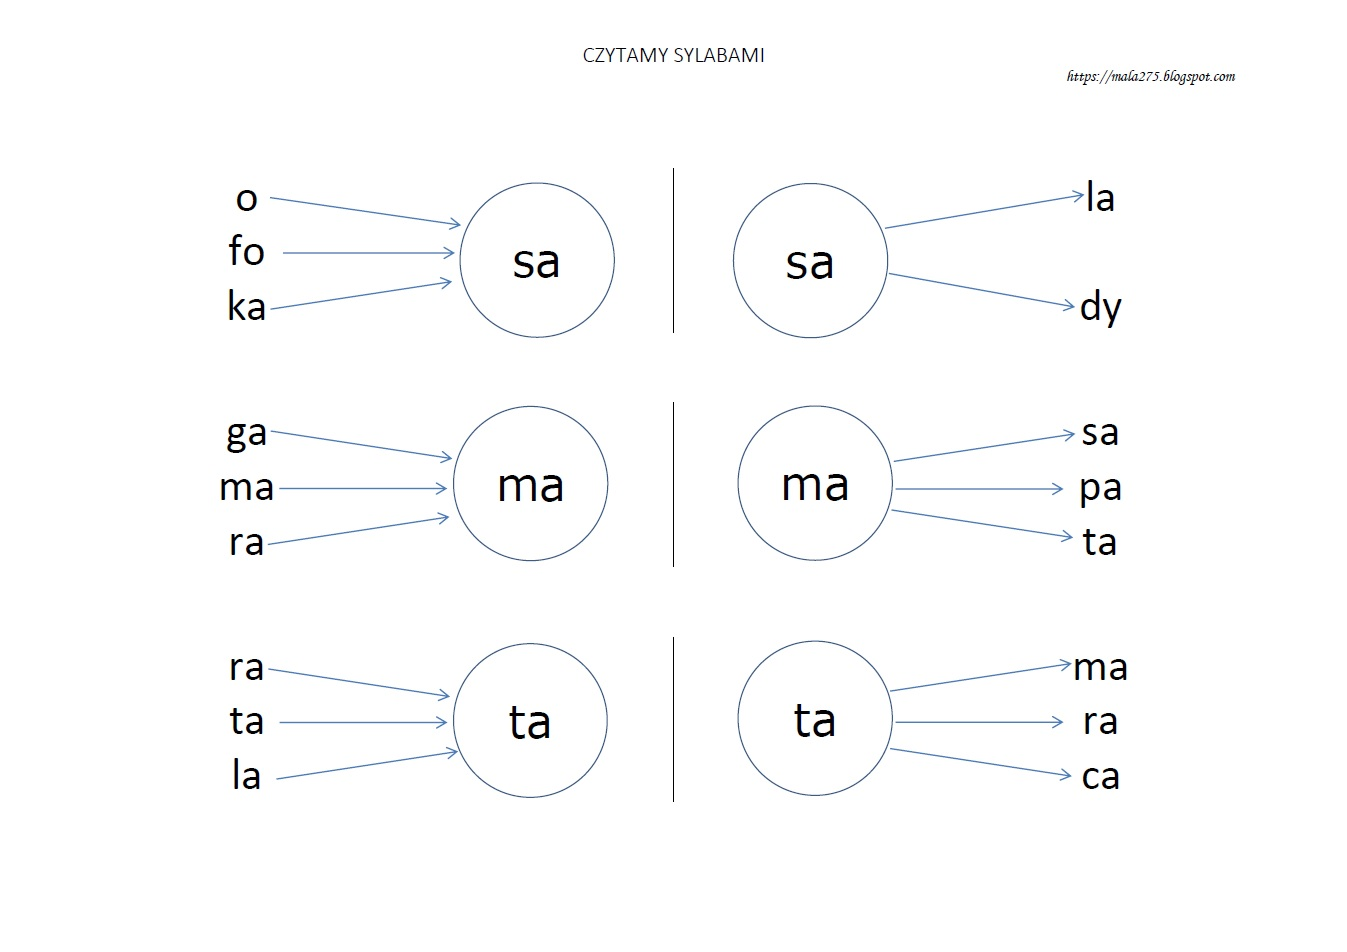 CZYTAMY SYLABAMI
https://mala275.blogspot.com
o
fo
ka
sa
sa
la
dy
ga
ma
ra
ma
ma
sa
pa
ta
ra
ta
la
ta
ta
ma
ra
ca